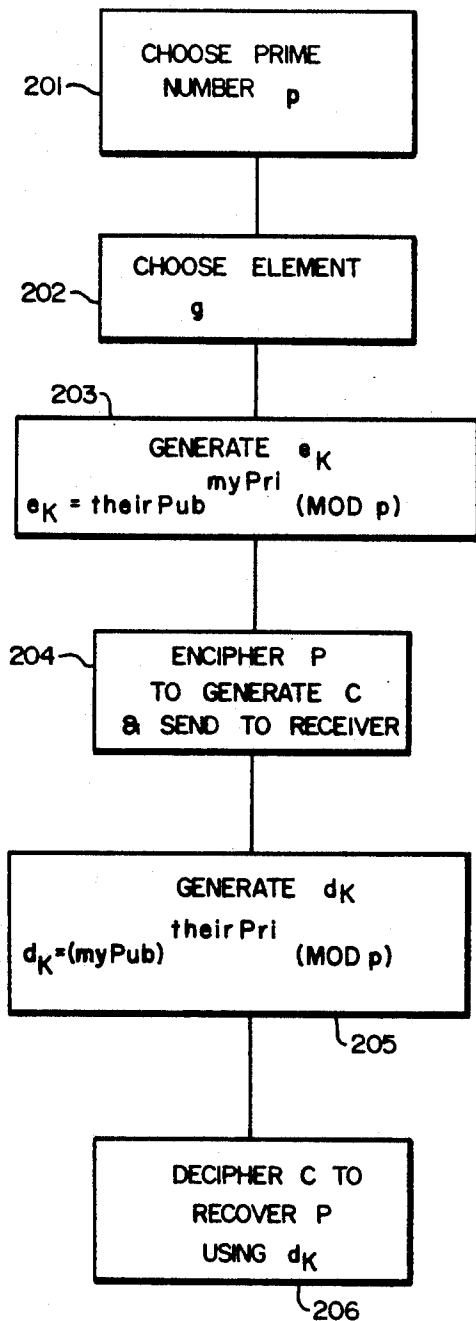 201
CHOOSE PRIME
NUMBER p
202
CHOOSE ELEMENT
g
203
GENERATE eK
myPri
eK = theirPub (MOD p)
204
ENCIPHER P
TO GENERATE C
& SEND TO RECEIVER
GENERATE dK
theirPri
dK=(myPub) (MOD p)
205
DECIPHER C TO
RECOVER P
USING dK
206